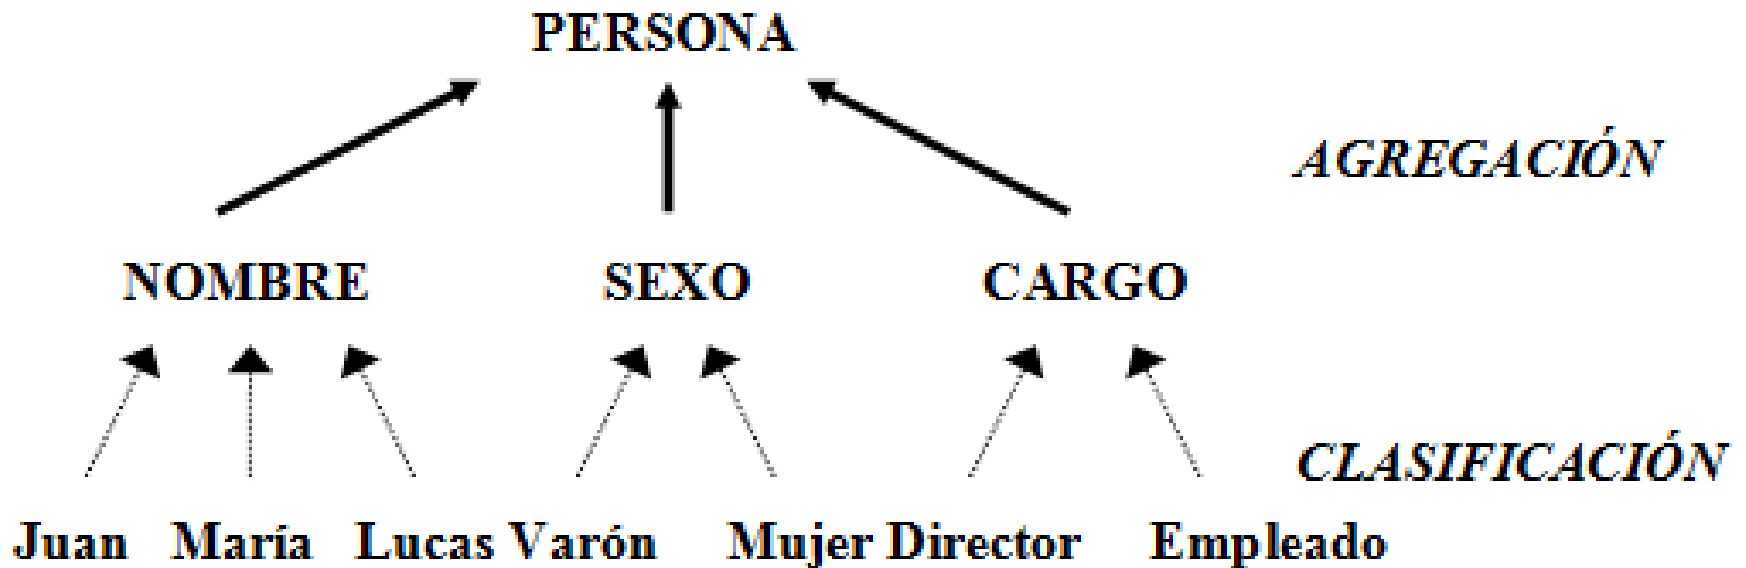 PERSONA
AGREGACIÓN
NOMBRE SEXO CARGO
CLASIFICACIÓN
Juan María Lucas Varón Mujer Director Empleado